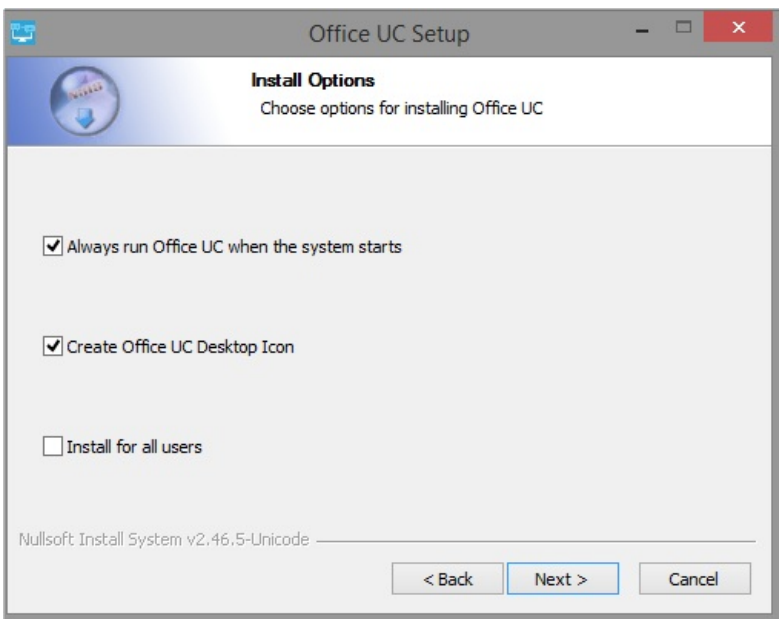 Office UC Setup
Install Options
Choose options for installing Office UC
Always run Office UC when the system starts
Create Office UC Desktop Icon
Install for all users
Nullsoft Install System v2.46.5-Unicode
< Back Next > Cancel